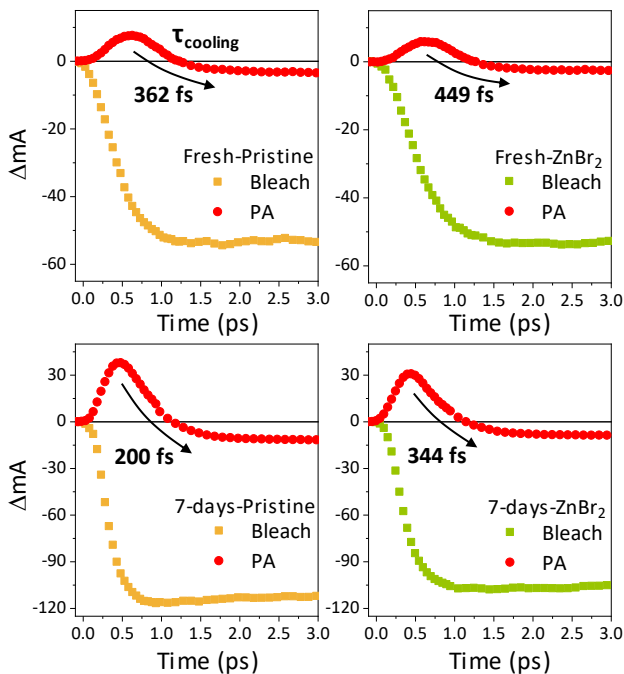 τcooling
362 fs
Fresh-Pristine
Bleach
PA
ΔmA
0
-20
-40
-60
0.0 0.5 1.0 1.5 2.0 2.5 3.0
Time (ps)
449 fs
Fresh-ZnBr2
Bleach
PA
0
-20
-40
-60
0.0 0.5 1.0 1.5 2.0 2.5 3.0
Time (ps)
200 fs
7-days-Pristine
Bleach
PA
ΔmA
30
0
-30
-60
-90
-120
0.0 0.5 1.0 1.5 2.0 2.5 3.0
Time (ps)
344 fs
7-days-ZnBr2
Bleach
PA
30
0
-30
-60
-90
-120
0.0 0.5 1.0 1.5 2.0 2.5 3.0
Time (ps)